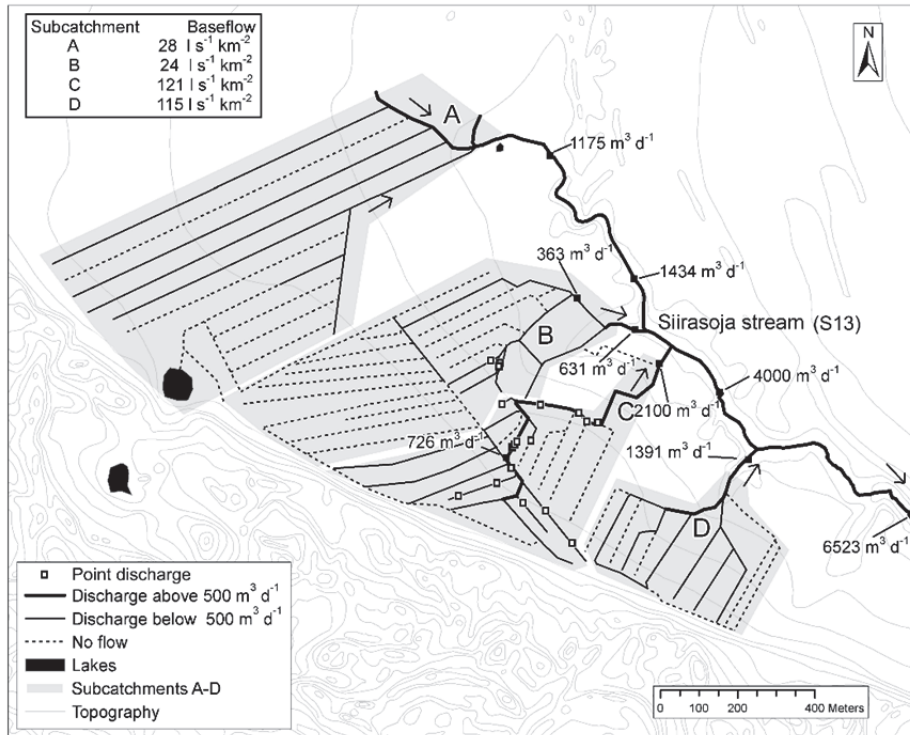 Subcatchment Baseflow
A 28 l s⁻¹ km⁻²
B 24 l s⁻¹ km⁻²
C 121 l s⁻¹ km⁻²
D 115 l s⁻¹ km⁻²
N
A
1175 m³ d⁻¹
363 m³ d⁻¹
1434 m³ d⁻¹
Siirasoja stream (S13)
B
631 m³ d⁻¹
4000 m³ d⁻¹
C
2100 m³ d⁻¹
726 m³ d⁻¹
1391 m³ d⁻¹
D
6523 m³ d⁻¹
Point discharge
Discharge above 500 m³ d⁻¹
Discharge below 500 m³ d⁻¹
No flow
Lakes
Subcatchments A-D
Topography
0 100 200 400 Meters